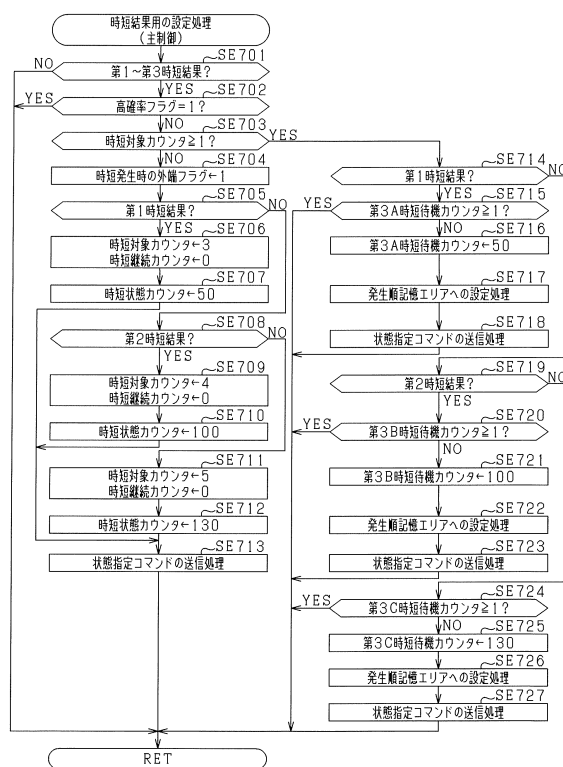 時短結果用の設定処理
(主制御)
SE701
第1~第3時短結果?
NO
YES
SE702
高確率フラグ=1?
YES
NO
SE703
時短対象カウンタ≧1?
YES
NO
SE704
時短発生時の外端フラグ←1
SE705
第1時短結果?
NO
YES
SE706
時短対象カウンタ←3
時短継続カウンタ←0
SE707
時短状態カウンタ←50
SE708
第2時短結果?
NO
YES
SE709
時短対象カウンタ←4
時短継続カウンタ←0
SE710
時短状態カウンタ←100
SE711
時短対象カウンタ←5
時短継続カウンタ←0
SE712
時短状態カウンタ←130
SE713
状態指定コマンドの送信処理
SE714
第1時短結果?
NO
YES
SE715
第3A時短待機カウンタ≧1?
YES
NO
SE716
第3A時短待機カウンタ←50
SE717
発生順記憶エリアへの設定処理
SE718
状態指定コマンドの送信処理
SE719
第2時短結果?
NO
YES
SE720
第3B時短待機カウンタ≧1?
YES
NO
SE721
第3B時短待機カウンタ←100
SE722
発生順記憶エリアへの設定処理
SE723
状態指定コマンドの送信処理
SE724
第3C時短待機カウンタ≧1?
YES
NO
SE725
第3C時短待機カウンタ←130
SE726
発生順記憶エリアへの設定処理
SE727
状態指定コマンドの送信処理
RET